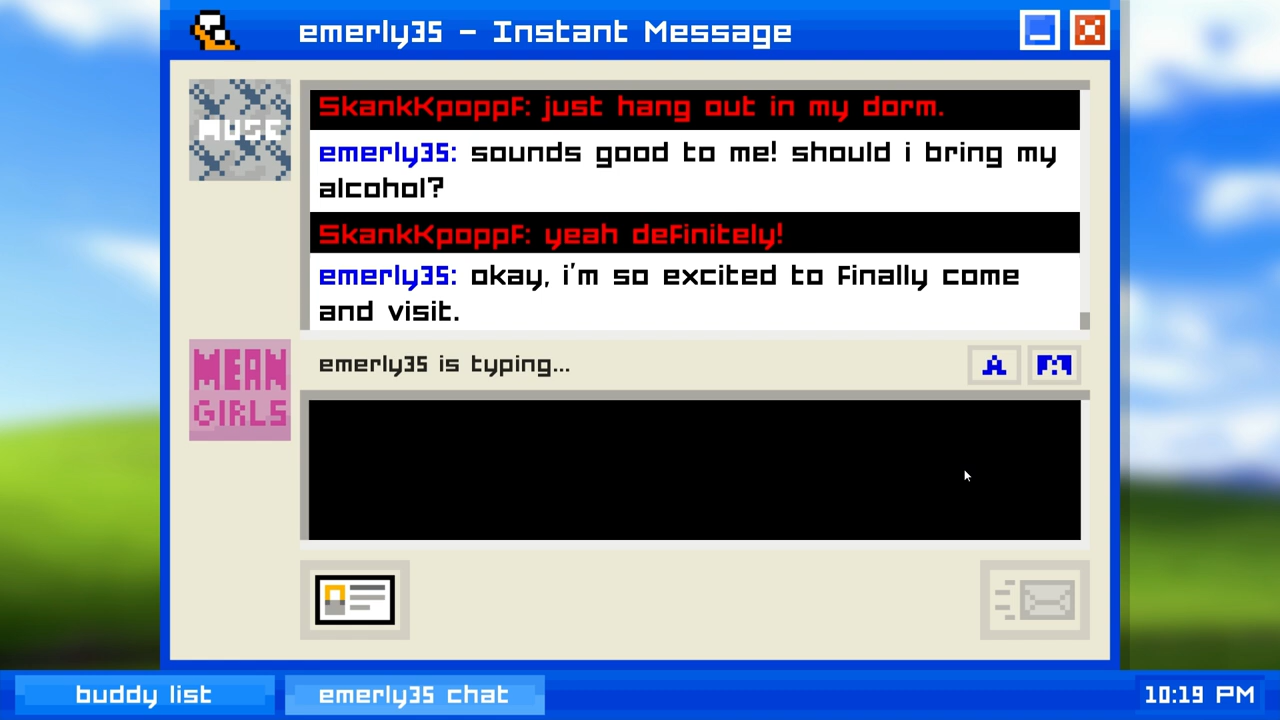 emerly35 - Instant Message
MUSE
SkankKpoppF: just hang out in my dorm.
emerly35: sounds good to me! should i bring my
alcohol?
SkankKpoppF: yeah definitely!
emerly35: okay, i'm so excited to finally come
and visit.
MEAN
GIRLS
emerly35 is typing...
A
buddy list
emerly35 chat
10:19 PM